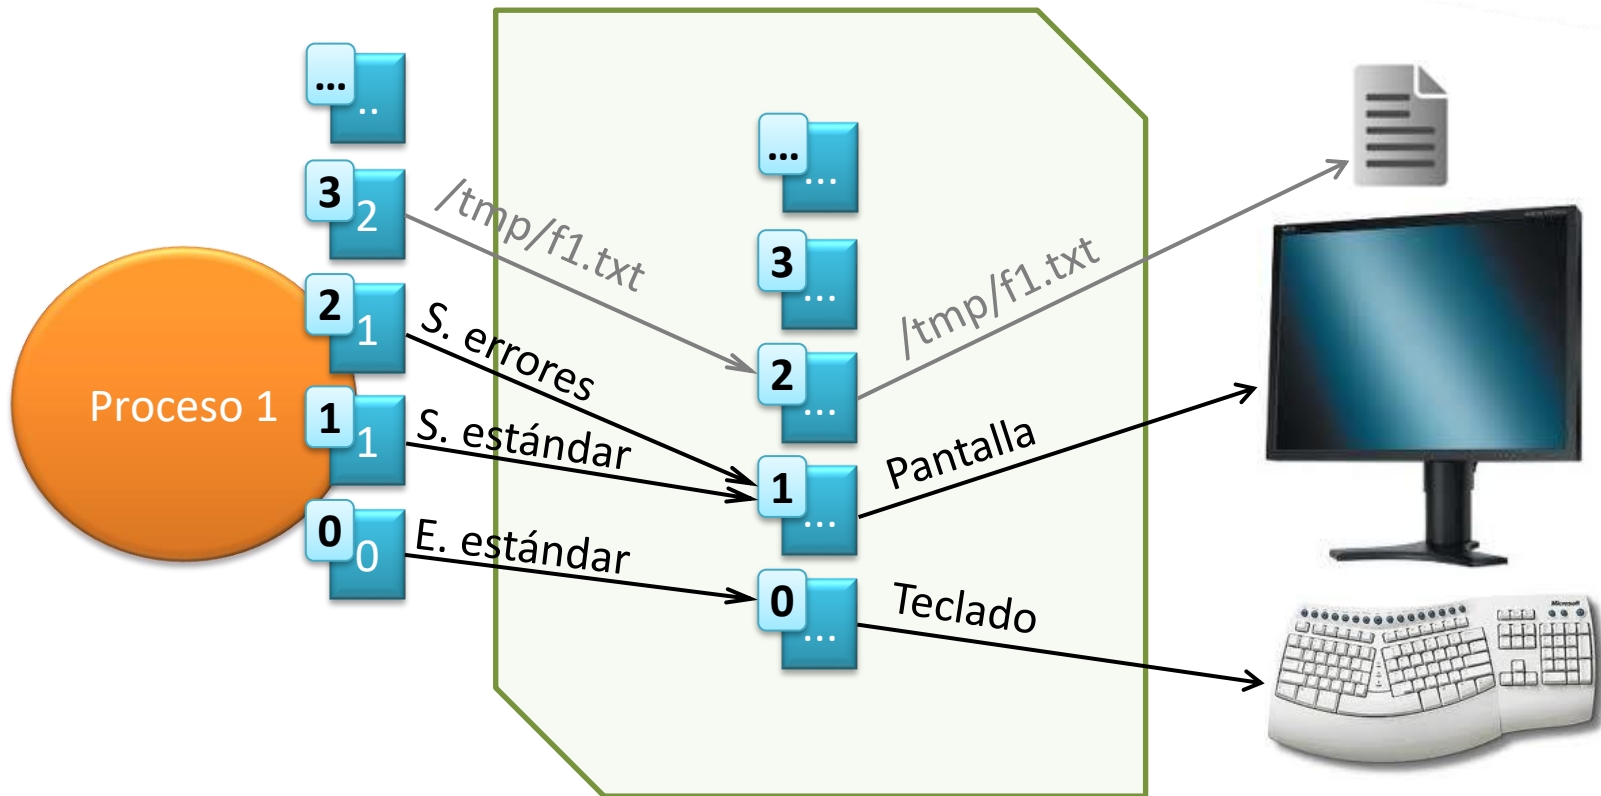 ...
..
3
2
/tmp/f1.txt
2
1
S. errores
Proceso 1
1
1
S. estándar
0
0
E. estándar
...
...
3
...
2
...
/tmp/f1.txt
1
...
Pantalla
0
...
Teclado
Microsoft